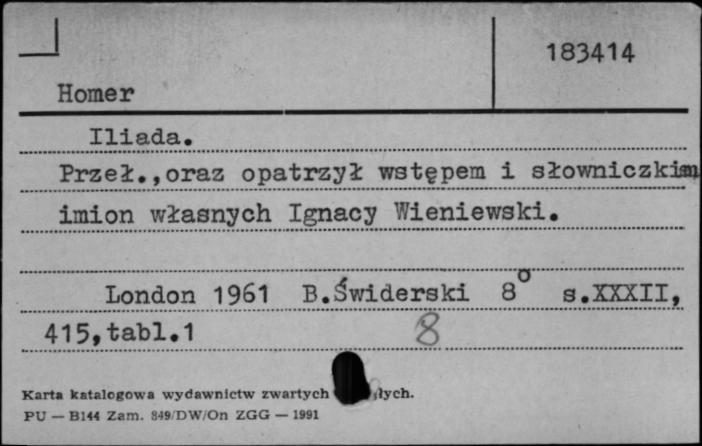 183414
Homer
Iliada.
Przeł.,oraz opatrzył wstępem i słowniczkiem
imion własnych Ignacy Wieniewski.
London 1961 B.Świderski 8° s.XXXII,
415,tabl.1
8
Karta katalogowa wydawnictw zwartych
PU — B144 Zam. 849/DW/On ZGG — 1991